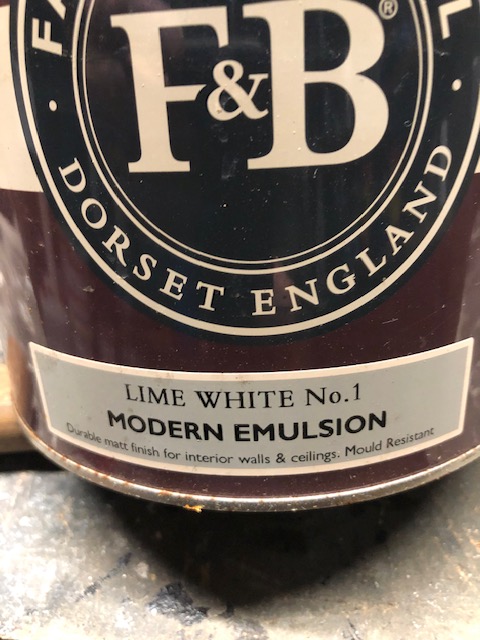 F&B®
DORSET ENGLAND
LIME WHITE No.1
MODERN EMULSION
Durable matt finish for interior walls & ceilings. Mould Resistant